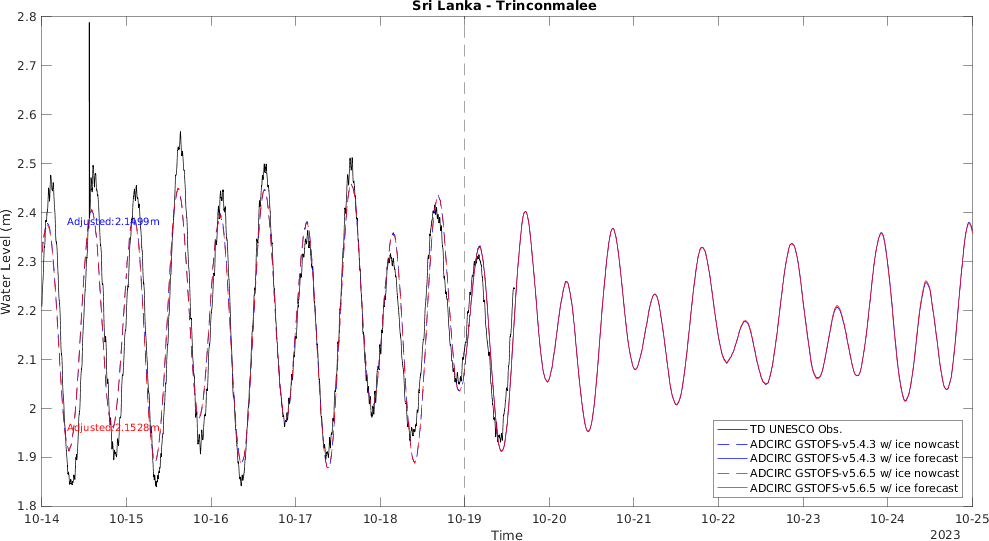 Sri Lanka - Trinconmalee
2.8
2.7
2.6
2.5
2.4
2.3
2.2
2.1
2
1.9
1.8
Water Level (m)
Adjusted:2.1499m
Adjusted:2.1528m
TD UNESCO Obs.
ADCIRC GSTOFS-v5.4.3 w/ ice nowcast
ADCIRC GSTOFS-v5.4.3 w/ ice forecast
ADCIRC GSTOFS-v5.6.5 w/ ice nowcast
ADCIRC GSTOFS-v5.6.5 w/ ice forecast
10-14 10-15 10-16 10-17 10-18 10-19 10-20 10-21 10-22 10-23 10-24 10-25
Time
2023